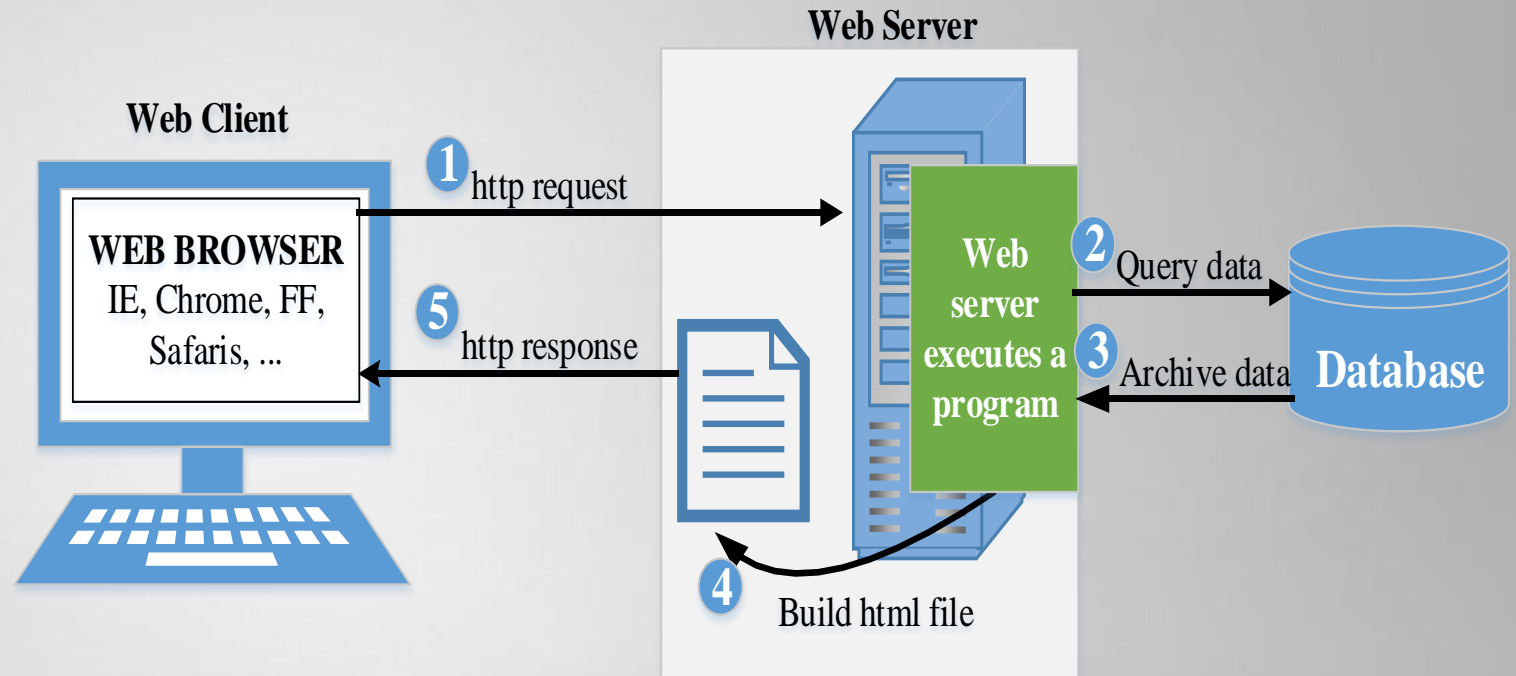 Web Server
Web Client
1
http request
WEB BROWSER
IE, Chrome, FF,
Safaris, ...
5
http response
Web
server
executes a
program
2
Query data
3
Archive data
Database
4
Build html file